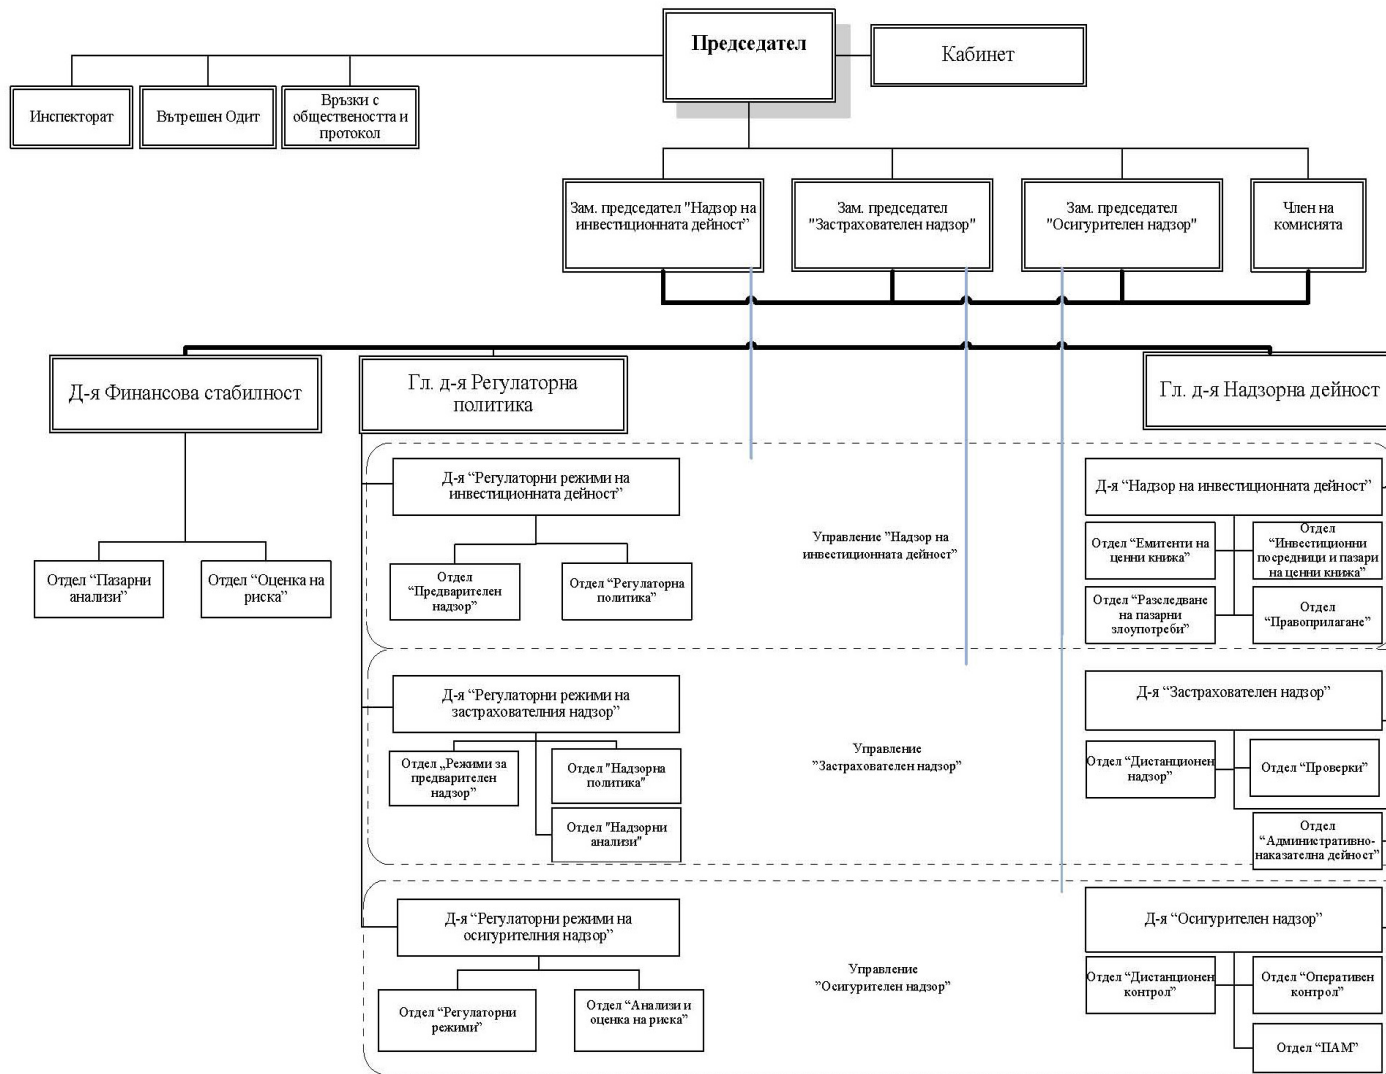 Председател
Кабинет
Инспекторат
Вътрешен Одит
Връзки с
обществеността и
протокол
Зам. председател "Надзор на
инвестиционната дейност”
Зам. председател
"Застрахователен надзор"
Зам. председател
"Осигурителен надзор"
Член на
комисията
Д-я Финансова стабилност
Гл. д-я Регулаторна
политика
Гл. д-я Надзорна дейност
Отдел “Пазарни
анализи”
Отдел “Оценка на
риска”
Д-я “Регулаторни режими на
инвестиционната дейност”
Отдел
“Предварителен
надзор”
Отдел “Регулаторна
политика”
Управление ”Надзор на
инвестиционната дейност”
Д-я “Надзор на инвестиционната дейност”
Отдел “Емитенти на
ценни книжа”
Отдел
“Инвестиционни
посредници и пазари
на ценни книжа”
Отдел “Разследване
на пазарни
злоупотреби”
Отдел
“Правоприлагане”
Д-я “Регулаторни режими на
застрахователния надзор”
Отдел „Режими за
предварителен
надзор”
Отдел "Надзорна
политика"
Отдел "Надзорни
анализи"
Управление
”Застрахователен надзор”
Д-я “Застрахователен надзор”
Отдел “Дистанционен
надзор”
Отдел “Проверки”
Отдел
“Административно-
наказателна дейност”
Д-я “Регулаторни режими на
осигурителния надзор”
Отдел “Регулаторни
режими”
Отдел “Анализи и
оценка на риска”
Управление
”Осигурителен надзор”
Д-я “Осигурителен надзор”
Отдел “Дистанционен
контрол”
Отдел “Оперативен
контрол”
Отдел “ПАМ”